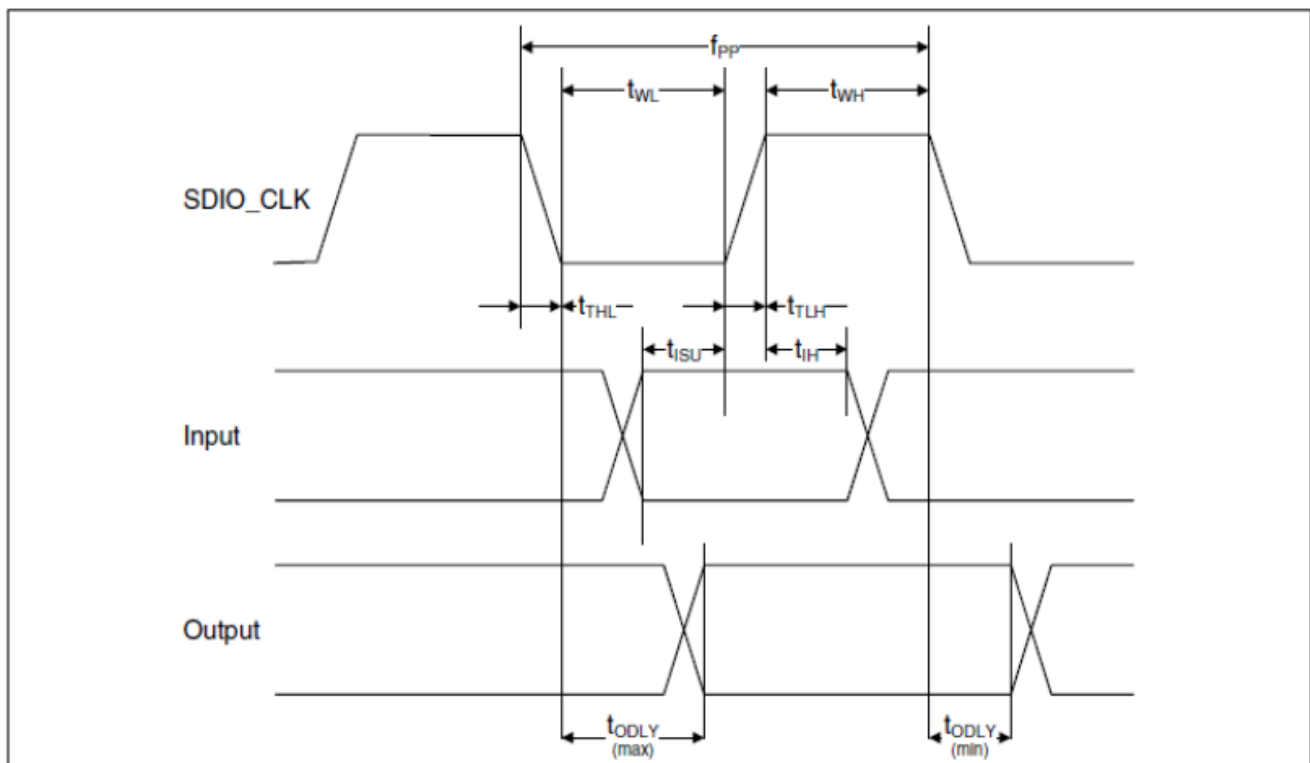 fPP
tWL
tWH
SDIO_CLK
tTHL
tTLH
tISU
tIH
Input
Output
tODLY
(max)
tODLY
(min)